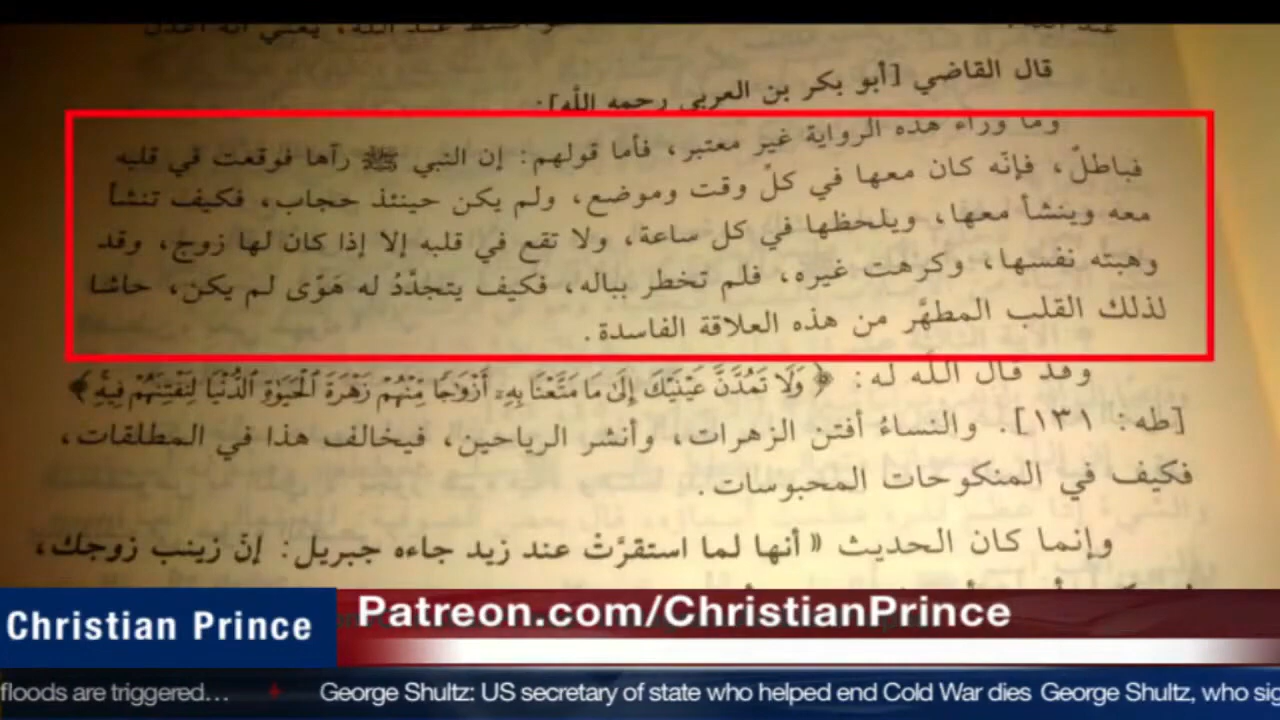 عند الله، يعني أنه أعدل
قال القاضي [أبو بكر بن العربي رحمه الله]:
وما وراء هذه الرواية غير معتبر، فأما قولهم: إن النبي ﷺ رآها فوقعت في قلبه
فباطلٌ، فإنّه كان معها في كلّ وقت وموضع، ولم يكن حينئذ حجاب، فكيف تنشأ
معه وينشأ معها، ويلحظها في كل ساعة، ولا تقع في قلبه إلا إذا كان لها زوج، وقد
وهبته نفسها، وكرهت غيره، فلم تخطر بباله، فكيف يتجدّدُ له هَوًى لم يكن، حاشا
لذلك القلب المطهَّر من هذه العلاقة الفاسدة.
وقد قال الله له: ﴿وَلَا تَمُدَّنَّ عَيْنَيْكَ إِلَىٰ مَا مَتَّعْنَا بِهِۦٓ أَزْوَٰجًا مِّنْهُمْ زَهْرَةَ ٱلْحَيَوٰةِ ٱلدُّنْيَا لِنَفْتِنَهُمْ فِيهِ﴾
[طه: ١٣١]. والنساءُ أفتن الزهرات، وأنشر الرياحين، فيخالف هذا في المطلقات،
فكيف في المنكوحات المحبوسات.
وإنما كان الحديث «أنها لما استقرَّتْ عند زيد جاءه جبريل: إنّ زينب زوجك،
Christian Prince
Patreon.com/ChristianPrince
floods are triggered... George Shultz: US secretary of state who helped end Cold War dies George Shultz, who sig